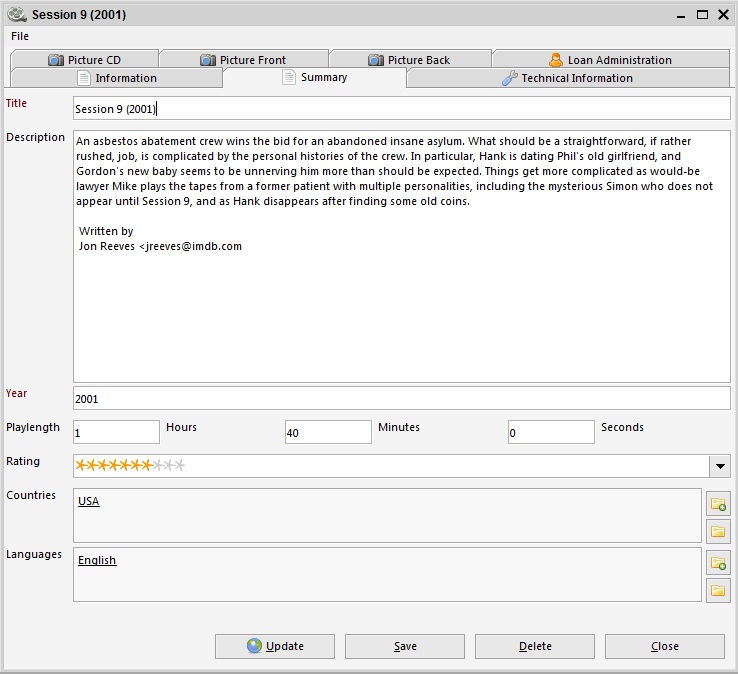 Session 9 (2001)
File
Picture CD
Picture Front
Picture Back
Loan Administration
Information
Summary
Technical Information
Title
Session 9 (2001)
Description
An asbestos abatement crew wins the bid for an abandoned insane asylum. What should be a straightforward, if rather
rushed, job, is complicated by the personal histories of the crew. In particular, Hank is dating Phil's old girlfriend, and
Gordon's new baby seems to be unnerving him more than should be expected. Things get more complicated as would-be
lawyer Mike plays the tapes from a former patient with multiple personalities, including the mysterious Simon who does not
appear until Session 9, and as Hank disappears after finding some old coins.
Written by
Jon Reeves <jreeves@imdb.com
Year
2001
Playlength
1
Hours
40
Minutes
0
Seconds
Rating
Countries
USA
Languages
English
Update
Save
Delete
Close